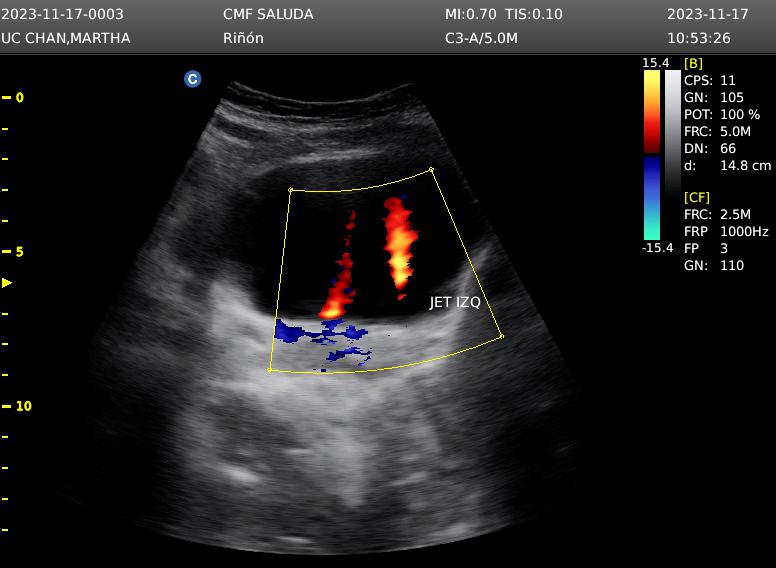 2023-11-17-0003 CMF SALUDA MI:0.70 TIS:0.10 2023-11-17
UC CHAN,MARTHA Riñón C3-A/5.0M 10:53:26
C
15.4 [B]
CPS: 11
GN: 105
POT: 100 %
FRC: 5.0M
DN: 66
d: 14.8 cm
[CF]
FRC: 2.5M
FRP 1000Hz
-15.4 FP 3
GN: 110
0
5
JET IZQ
10